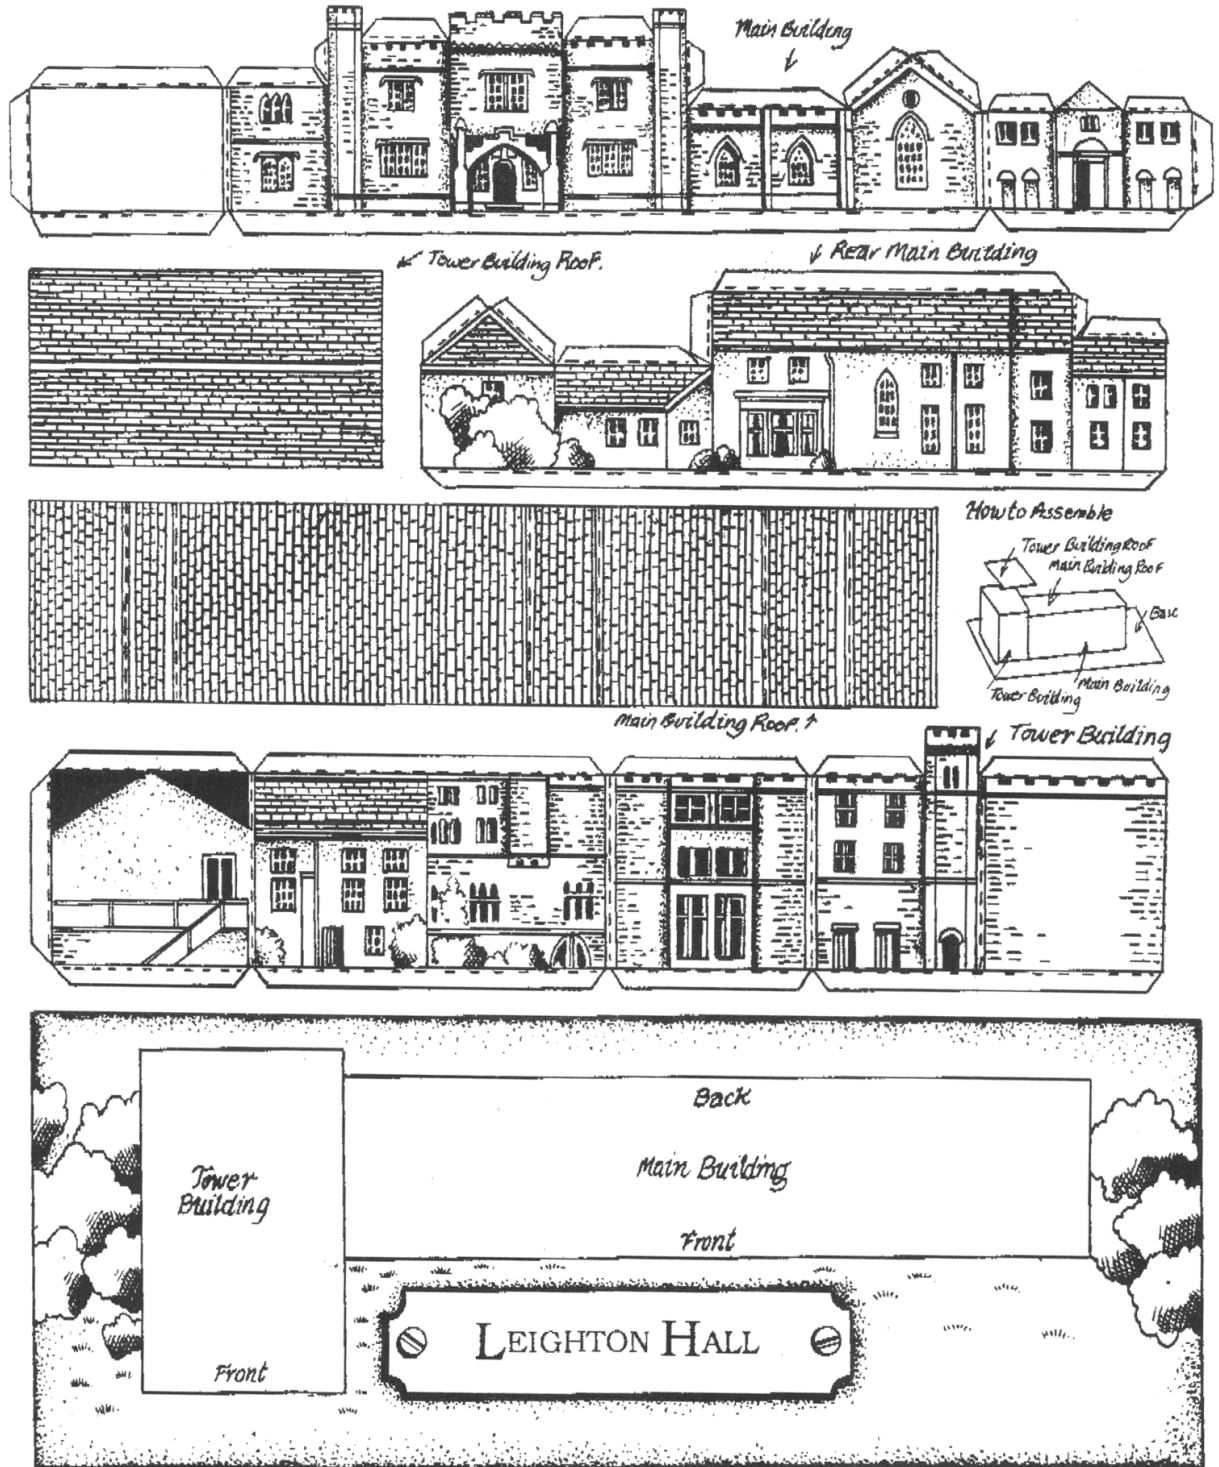 Main Building
Tower Building Roof.
Rear Main Building
How to Assemble
Tower Building Roof
Main Building Roof
Base
Main Building
Tower Building
Main Building Roof.
Tower Building
Back
Main Building
Front
Tower
Building
Front
LEIGHTON HALL